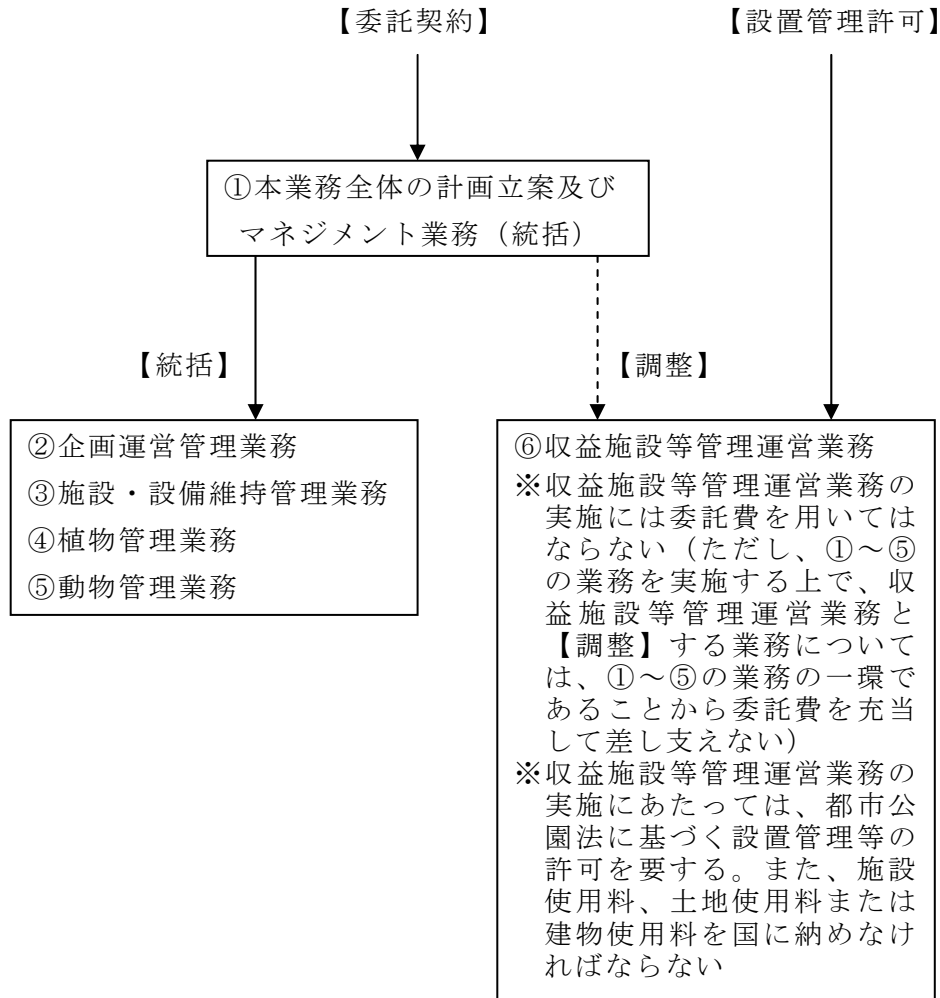 【委託契約】
【設置管理許可】
①本業務全体の計画立案及び
マネジメント業務（統括）
【統括】
【調整】
②企画運営管理業務
③施設・設備維持管理業務
④植物管理業務
⑤動物管理業務
⑥収益施設等管理運営業務
※収益施設等管理運営業務の
実施には委託費を用いては
ならない（ただし、①～⑤
の業務を実施する上で、収
益施設等管理運営業務と
【調整】する業務について
は、①～⑤の業務の一環で
あることから委託費を充当
して差し支えない）
※収益施設等管理運営業務の
実施にあたっては、都市公
園法に基づく設置管理等の
許可を要する。また、施設
使用料、土地使用料または
建物使用料を国に納めなけ
ればならない